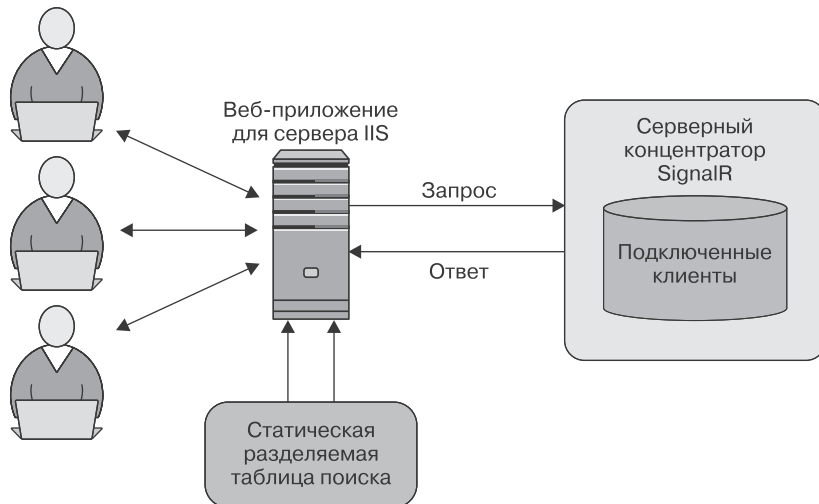 Веб-приложение
для сервера IIS
Запрос
Ответ
Серверный
концентратор
SignalR
Подключенные
клиенты
Статическая
разделяемая
таблица поиска